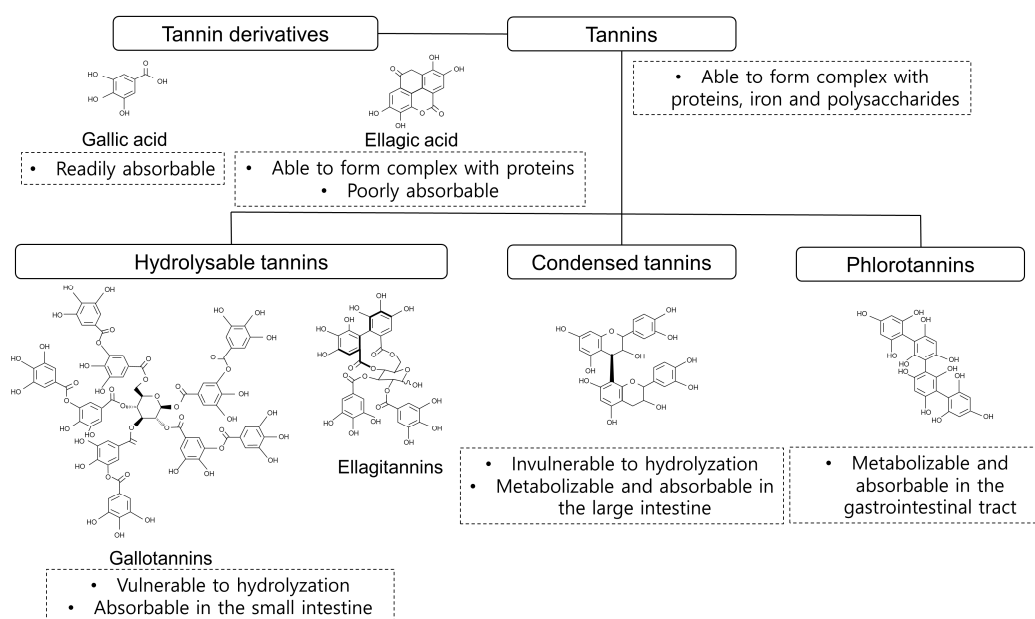 Tannin derivatives
Tannins
• Able to form complex with
proteins, iron and polysaccharides
Gallic acid
• Readily absorbable
Ellagic acid
• Able to form complex with proteins
• Poorly absorbable
Hydrolysable tannins
Condensed tannins
Phlorotannins
Gallotannins
• Vulnerable to hydrolyzation
• Absorbable in the small intestine
Ellagitannins
• Invulnerable to hydrolyzation
• Metabolizable and absorbable in
the large intestine
• Metabolizable and
absorbable in the
gastrointestinal tract